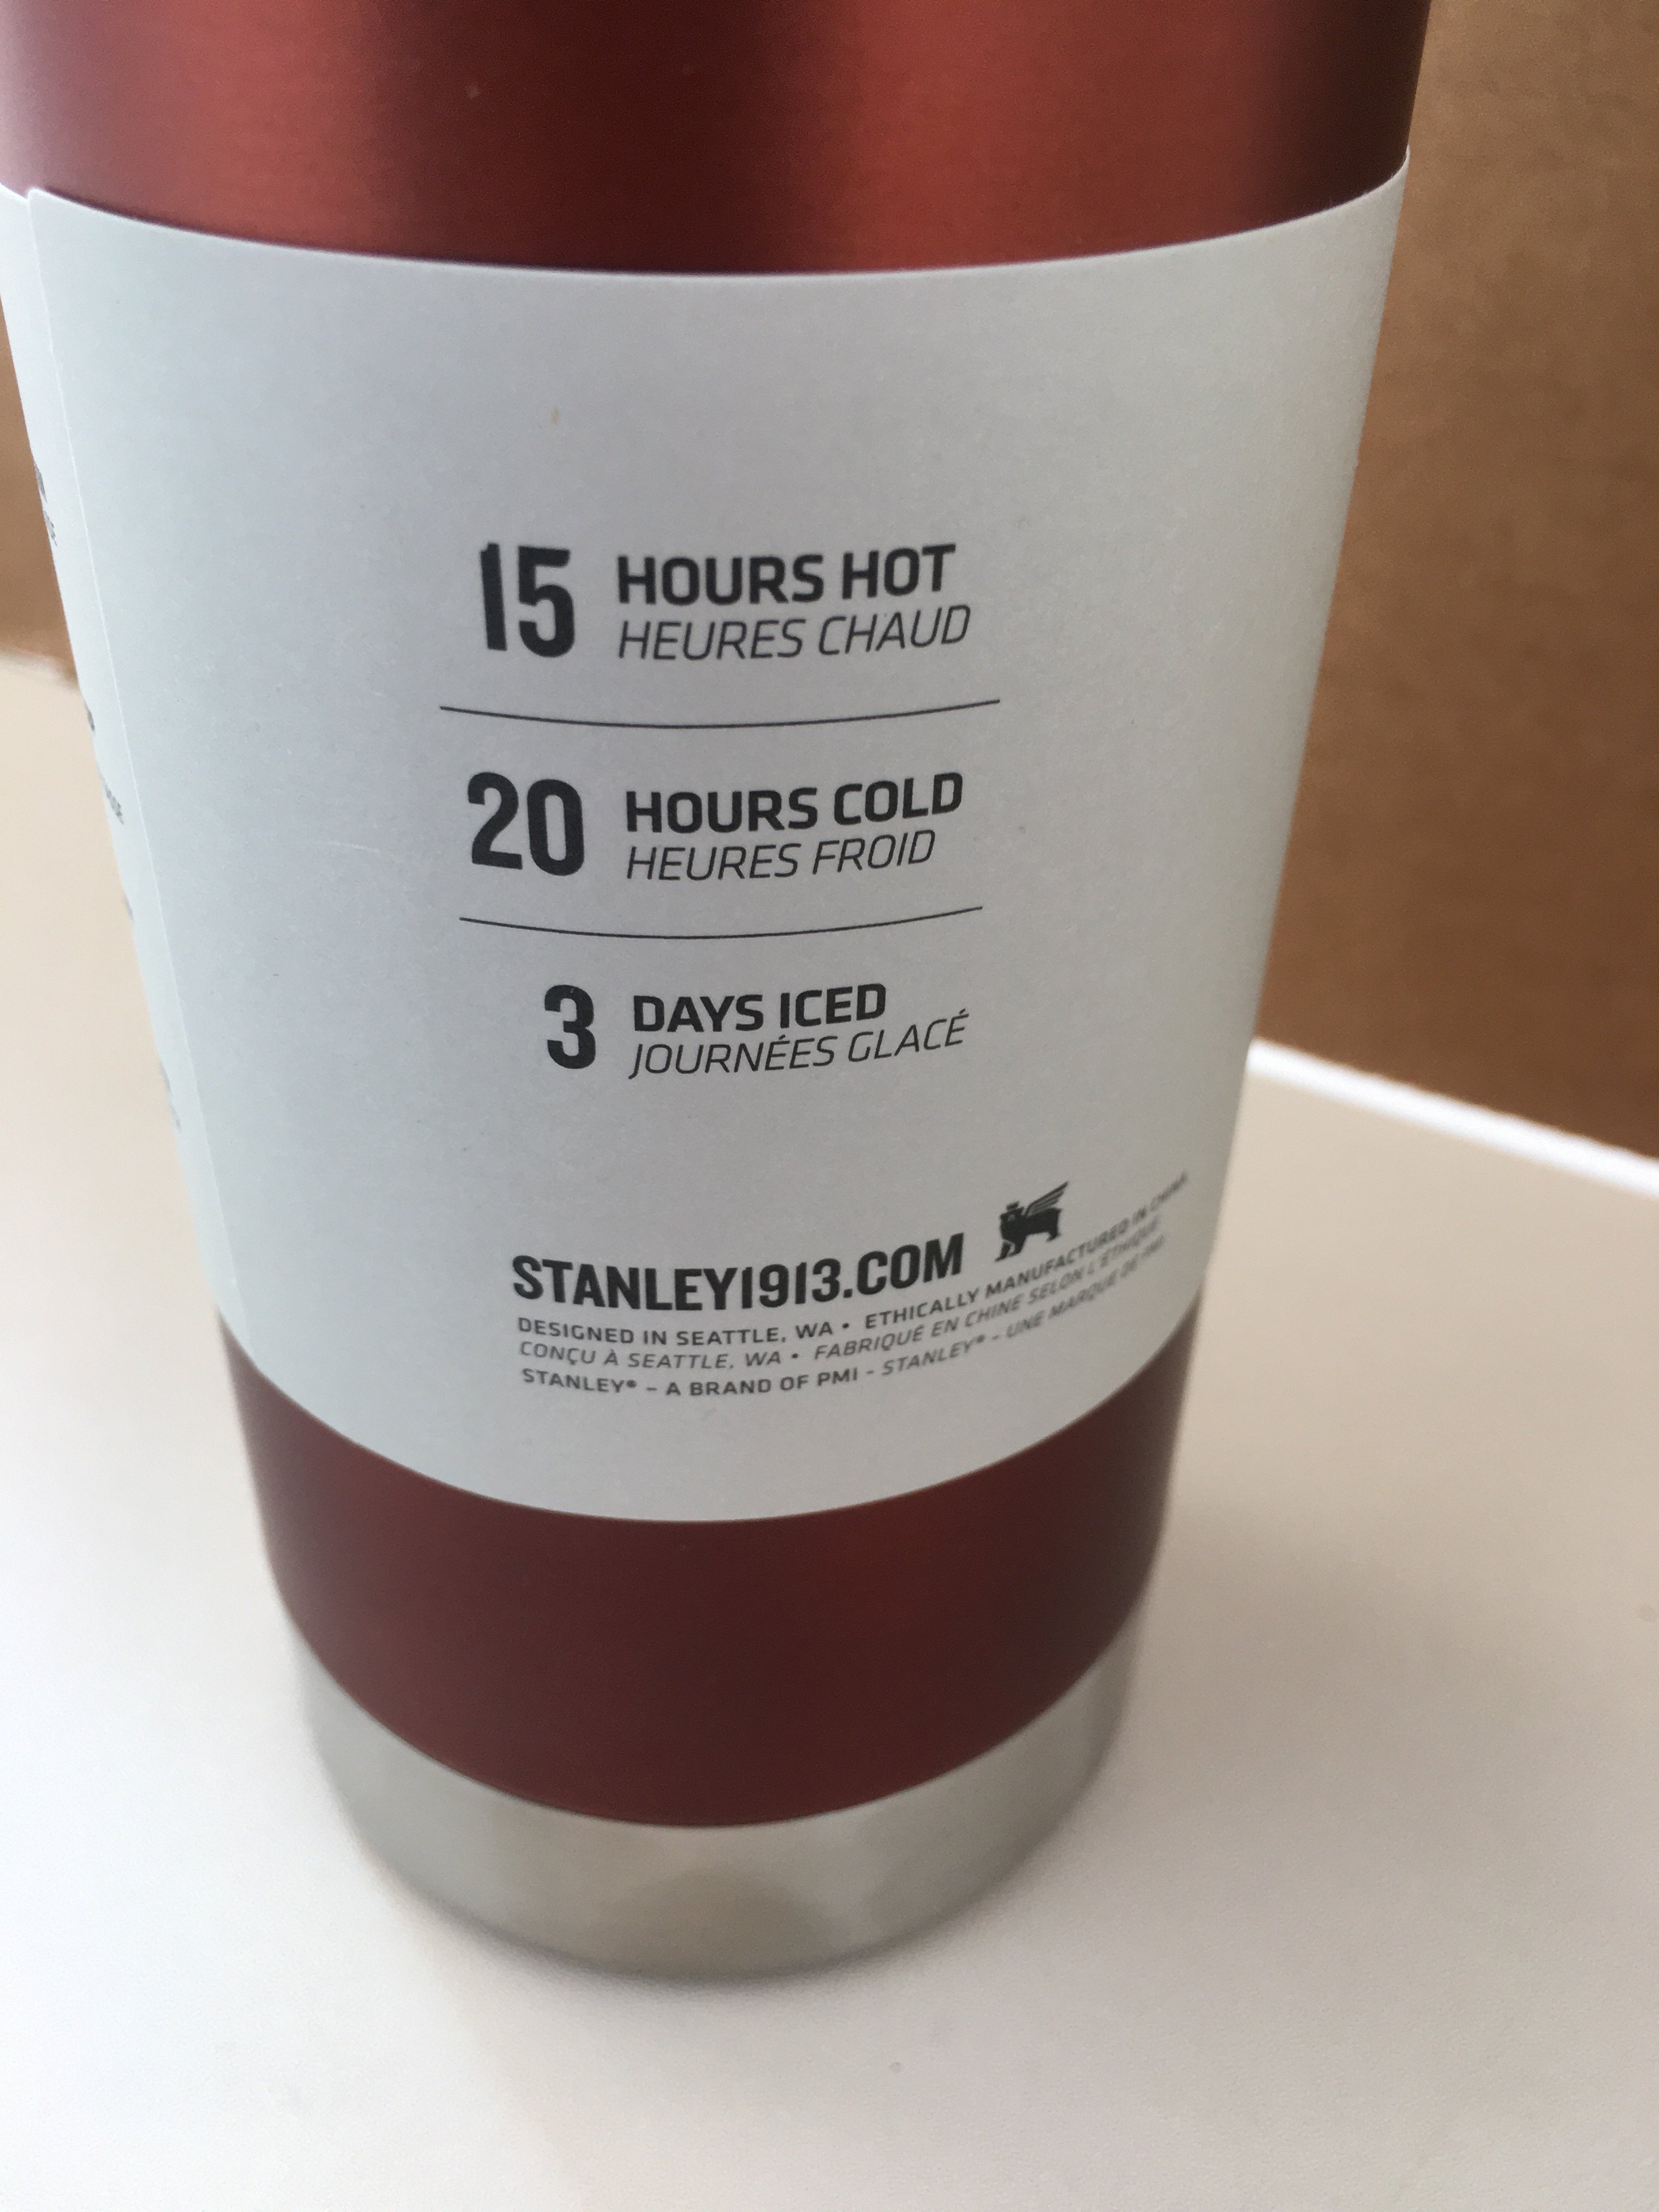 15 HOURS HOT
HEURES CHAUD
20 HOURS COLD
HEURES FROID
3 DAYS ICED
JOURNÉES GLACÉ
STANLEY1913.COM
DESIGNED IN SEATTLE, WA • ETHICALLY MANUFACTURED IN CHINA
CONÇU À SEATTLE, WA • FABRIQUÉ EN CHINE SELON L'ÉTHIQUE
STANLEY® – A BRAND OF PMI - STANLEY® – UNE MARQUE DE PMI